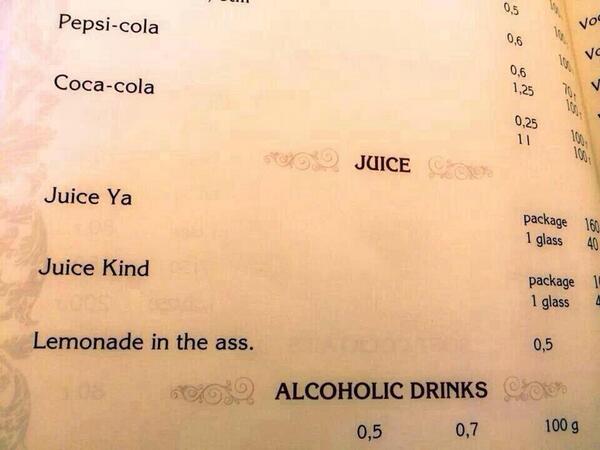 Pepsi-cola
0,5
0,6
Coca-cola
0,6
1,25
0,25
1 l
JUICE
Juice Ya
package 160
1 glass 40
Juice Kind
package
1 glass
Lemonade in the ass.
0,5
ALCOHOLIC DRINKS
0,5 0,7 100 g